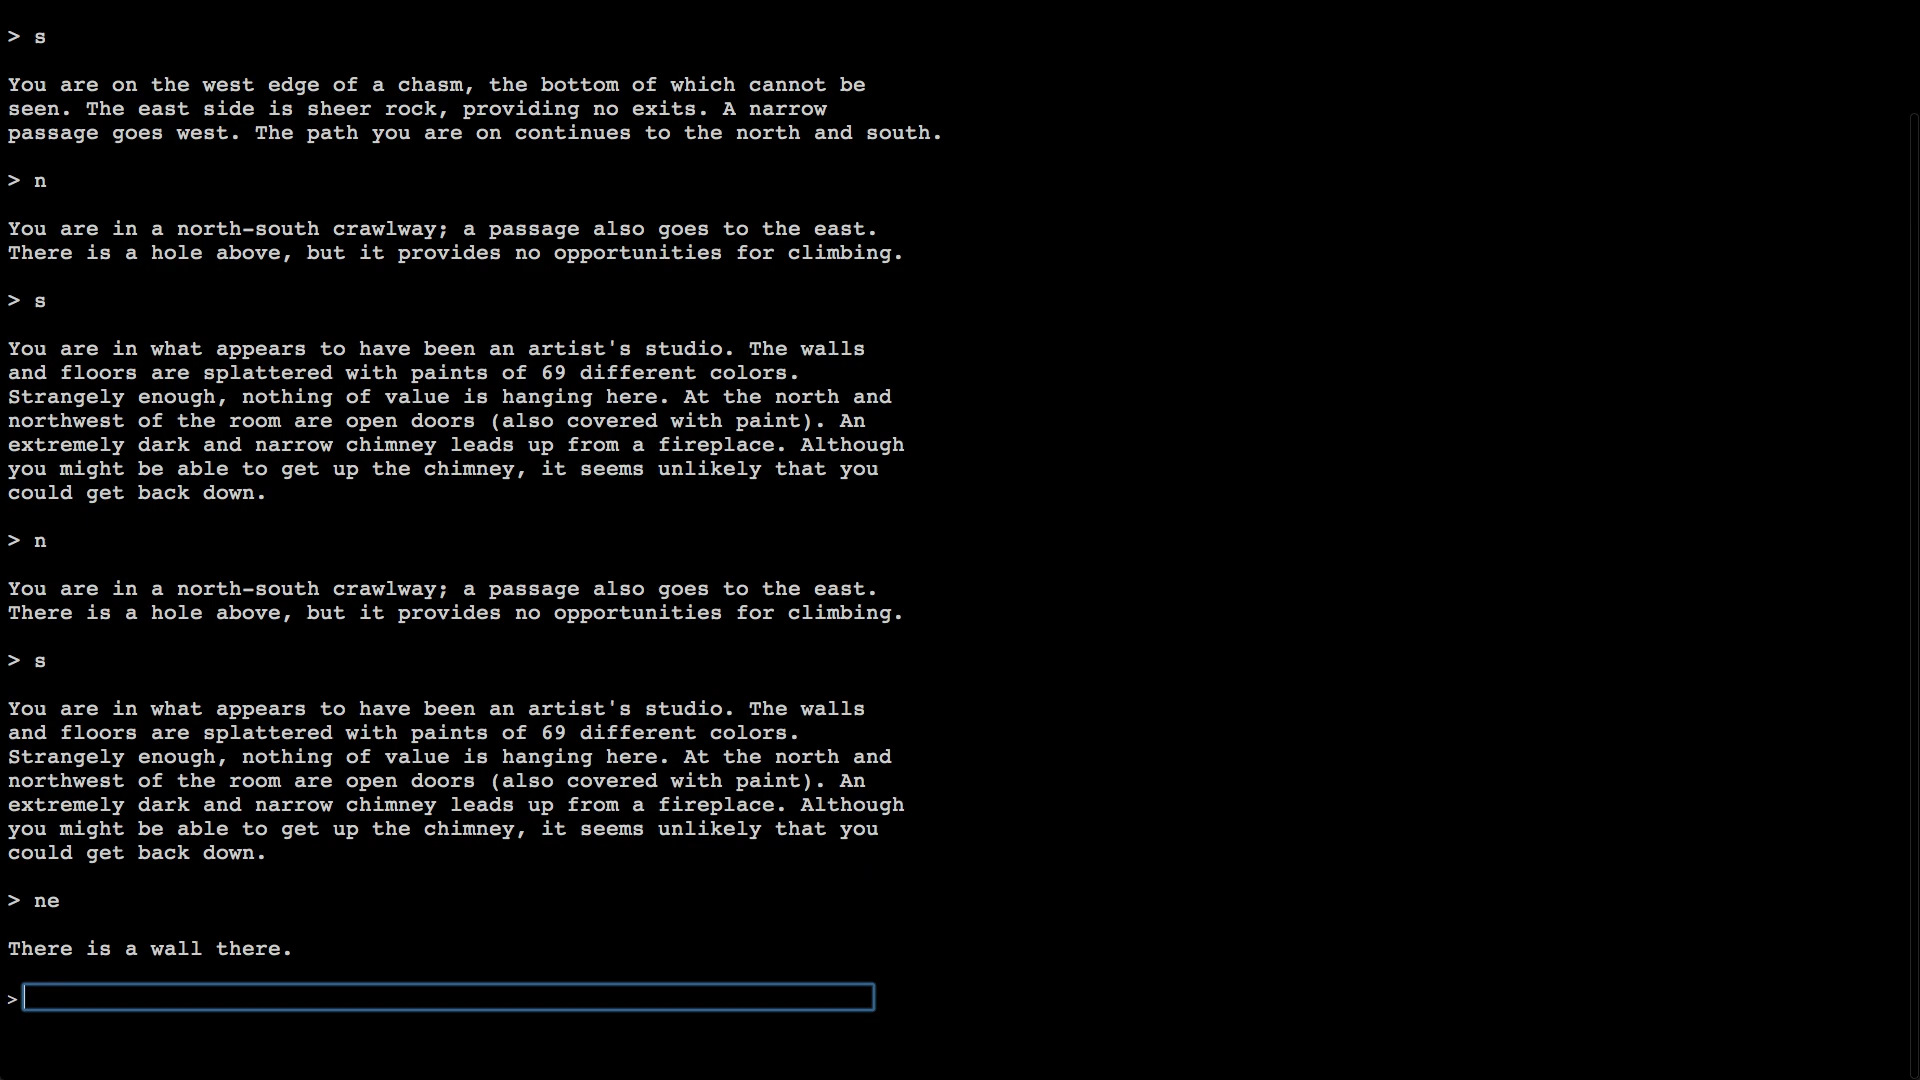 > s
You are on the west edge of a chasm, the bottom of which cannot be
seen. The east side is sheer rock, providing no exits. A narrow
passage goes west. The path you are on continues to the north and south.
> n
You are in a north-south crawlway; a passage also goes to the east.
There is a hole above, but it provides no opportunities for climbing.
> s
You are in what appears to have been an artist's studio. The walls
and floors are splattered with paints of 69 different colors.
Strangely enough, nothing of value is hanging here. At the north and
northwest of the room are open doors (also covered with paint). An
extremely dark and narrow chimney leads up from a fireplace. Although
you might be able to get up the chimney, it seems unlikely that you
could get back down.
> n
You are in a north-south crawlway; a passage also goes to the east.
There is a hole above, but it provides no opportunities for climbing.
> s
You are in what appears to have been an artist's studio. The walls
and floors are splattered with paints of 69 different colors.
Strangely enough, nothing of value is hanging here. At the north and
northwest of the room are open doors (also covered with paint). An
extremely dark and narrow chimney leads up from a fireplace. Although
you might be able to get up the chimney, it seems unlikely that you
could get back down.
> ne
There is a wall there.
>